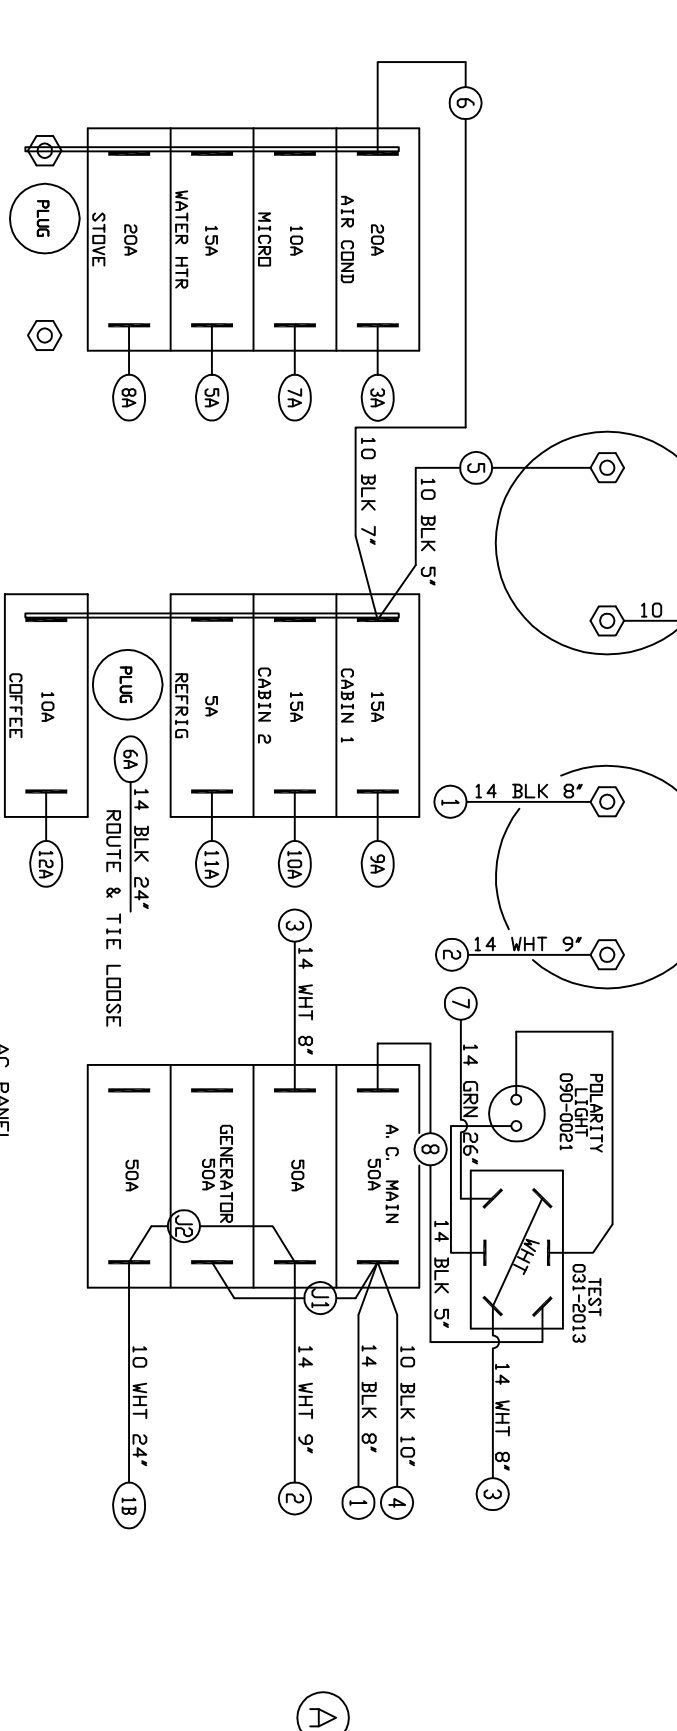 6
20A
AIR COND
10A
MICRO
15A
WATER HTR
20A
STOVE
PLUG
3A
7A
5A
8A
10 BLK 7"
5
10 BLK 5"
10
15A
CABIN 1
15A
CABIN 2
5A
REFRIG
PLUG
10A
COFFEE
6A
14 BLK 24"
ROUTE & TIE LOOSE
9A
10A
11A
12A
1
14 BLK 8"
2
14 WHT 9"
3
14 WHT 8"
7
14 GRN 26"
POLARITY
LIGHT
090-0021
8
14 BLK 5"
WHT
TEST
031-2013
A.C. MAIN
50A
50A
GENERATOR
50A
50A
J2
J1
14 WHT 8"
3
10 BLK 10"
4
14 BLK 8"
1
14 WHT 9"
2
10 WHT 24"
1B
AC PANEL
A